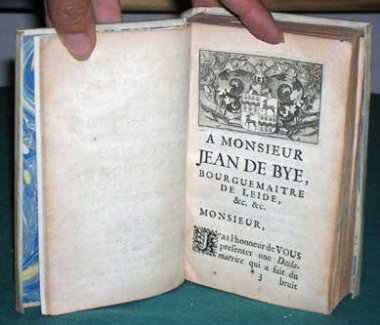 A MONSIEUR
JEAN DE BYE,
BOURGUEMAITRE
DE LEIDE,
&c. &c.
MONSIEUR,
J'AI l'honneur de VOUS
presenter une Decla-
matrice qui a fait du
* 3 bruit